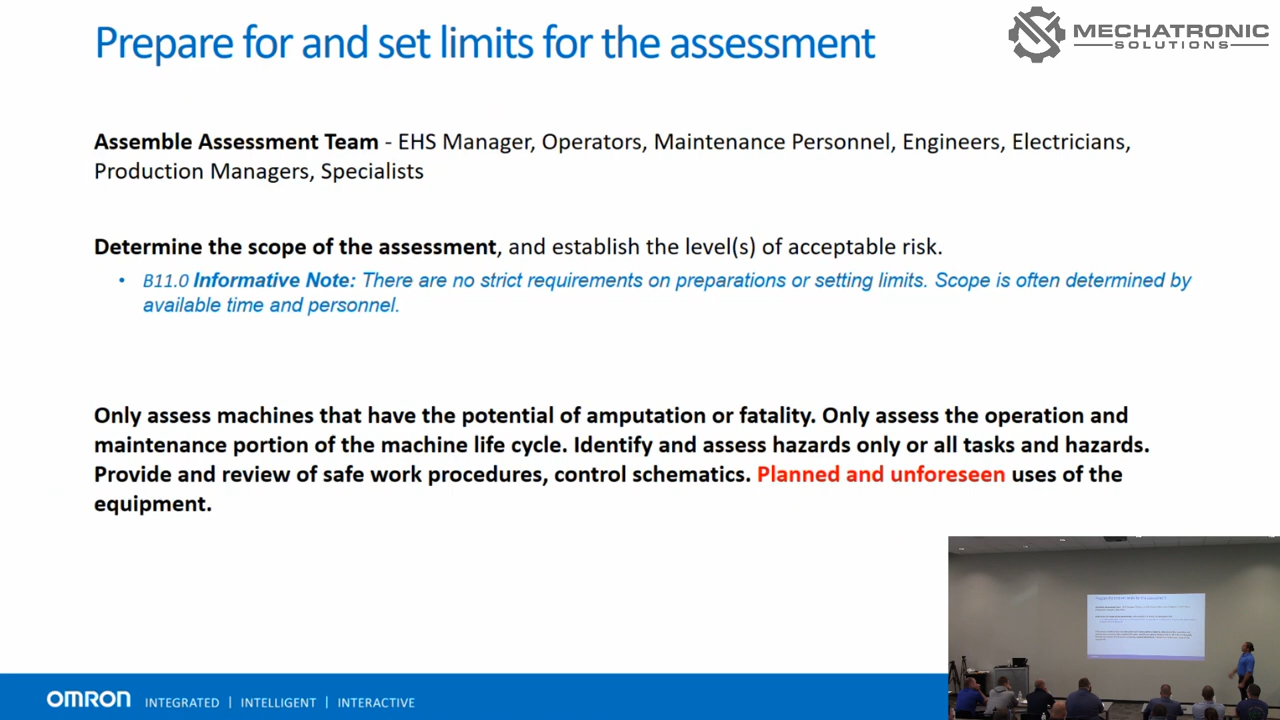 Prepare for and set limits for the assessment
MECHATRONIC
SOLUTIONS
Assemble Assessment Team - EHS Manager, Operators, Maintenance Personnel, Engineers, Electricians,
Production Managers, Specialists
Determine the scope of the assessment, and establish the level(s) of acceptable risk.
• B11.0 Informative Note: There are no strict requirements on preparations or setting limits. Scope is often determined by
available time and personnel.
Only assess machines that have the potential of amputation or fatality. Only assess the operation and
maintenance portion of the machine life cycle. Identify and assess hazards only or all tasks and hazards.
Provide and review of safe work procedures, control schematics. Planned and unforeseen uses of the
equipment.
OMRON INTEGRATED | INTELLIGENT | INTERACTIVE